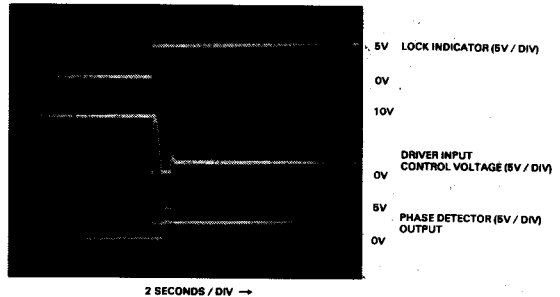 5V LOCK INDICATOR (5V / DIV)
0V
10V
DRIVER INPUT
CONTROL VOLTAGE (5V / DIV)
0V
5V
PHASE DETECTOR (5V / DIV)
OUTPUT
0V
2 SECONDS / DIV →